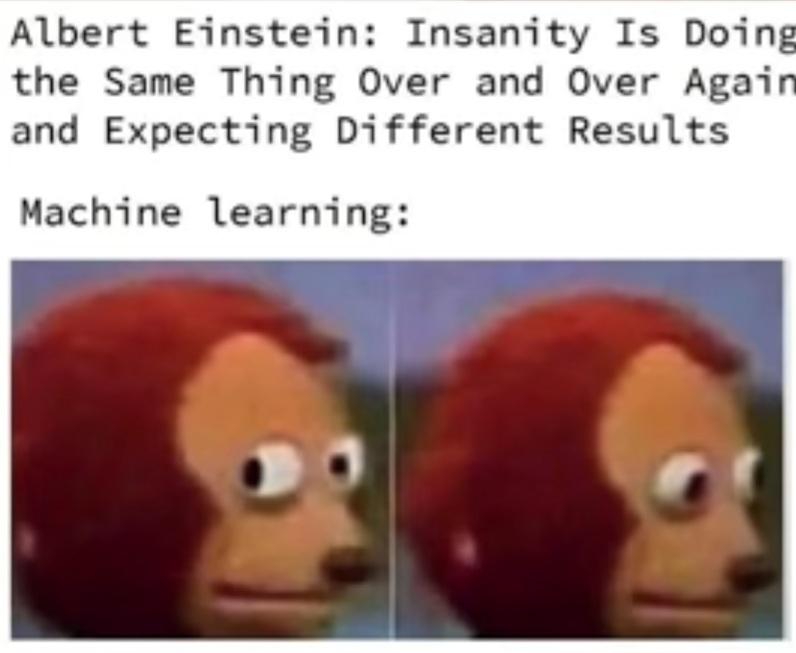 Albert Einstein: Insanity Is Doing
the Same Thing Over and Over Again
and Expecting Different Results
Machine learning: